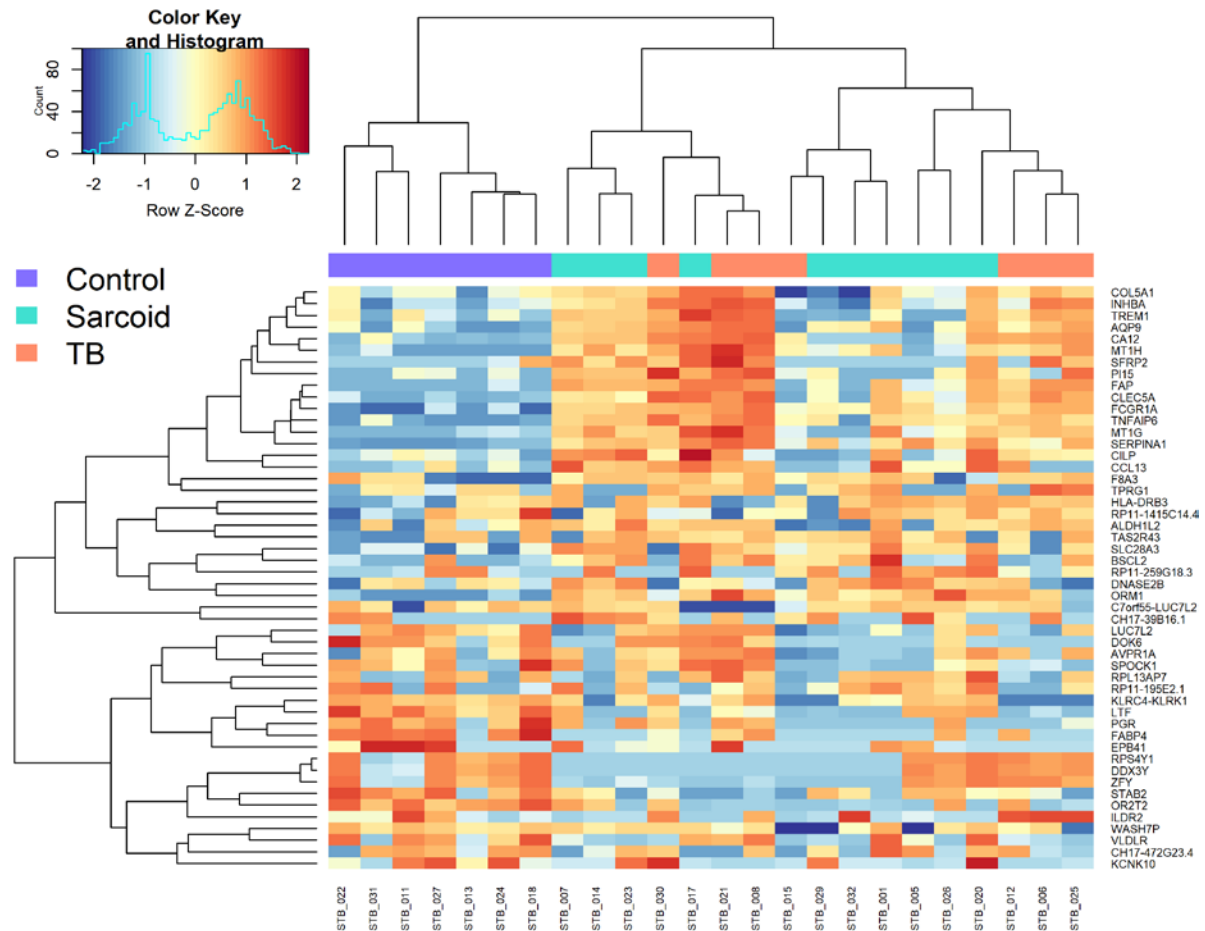 Color Key
and Histogram
Count
0
40
80
-2 -1 0 1 2
Row Z-Score
Control
Sarcoid
TB
COL5A1
INHBA
TREM1
AQP9
CA12
MT1H
SFRP2
PI15
FAP
CLEC5A
FCGR1A
TNFAIP6
MT1G
SERPINA1
CILP
CCL13
F8A3
TPRG1
HLA-DRB3
RP11-1415C14.4
ALDH1L2
TAS2R43
SLC28A3
BSCL2
RP11-259G18.3
DNASE2B
ORM1
C7orf55-LUC7L2
CH17-39B16.1
LUC7L2
DOK6
AVPR1A
SPOCK1
RPL13AP7
RP11-195E2.1
KLRC4-KLRK1
LTF
PGR
FABP4
EPB41
RPS4Y1
DDX3Y
ZFY
STAB2
OR2T2
ILDR2
WASH7P
VLDLR
CH17-472G23.4
KCNK10
STB_022
STB_031
STB_011
STB_027
STB_013
STB_024
STB_018
STB_007
STB_014
STB_023
STB_030
STB_017
STB_021
STB_008
STB_015
STB_029
STB_032
STB_001
STB_005
STB_026
STB_020
STB_012
STB_006
STB_025